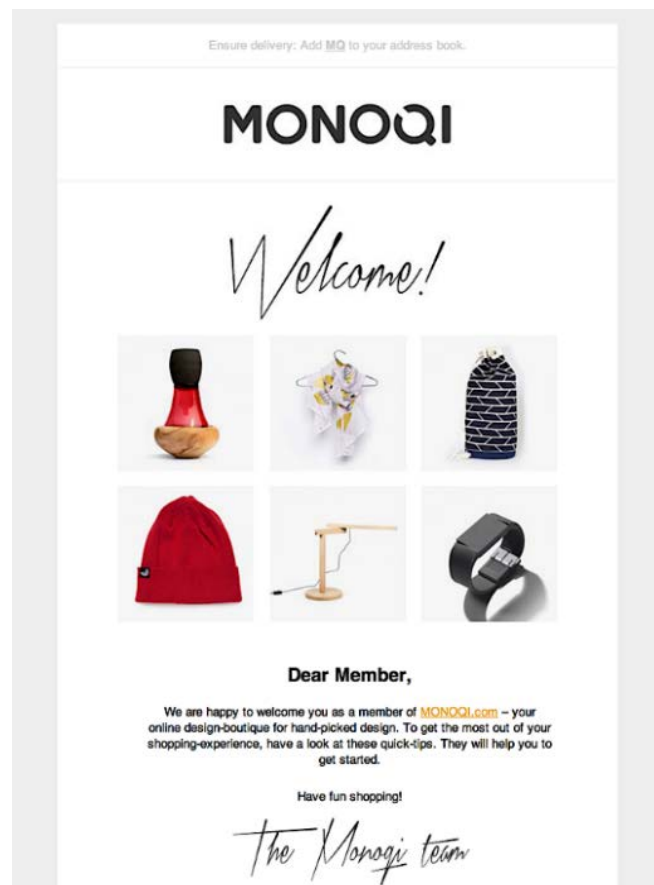 Ensure delivery: Add MQ to your address book.
MONOQI
Welcome!
Dear Member,
We are happy to welcome you as a member of MONOQI.com – your
online design-boutique for hand-picked design. To get the most out of your
shopping-experience, have a look at these quick-tips. They will help you to
get started.
Have fun shopping!
The Monoqi team